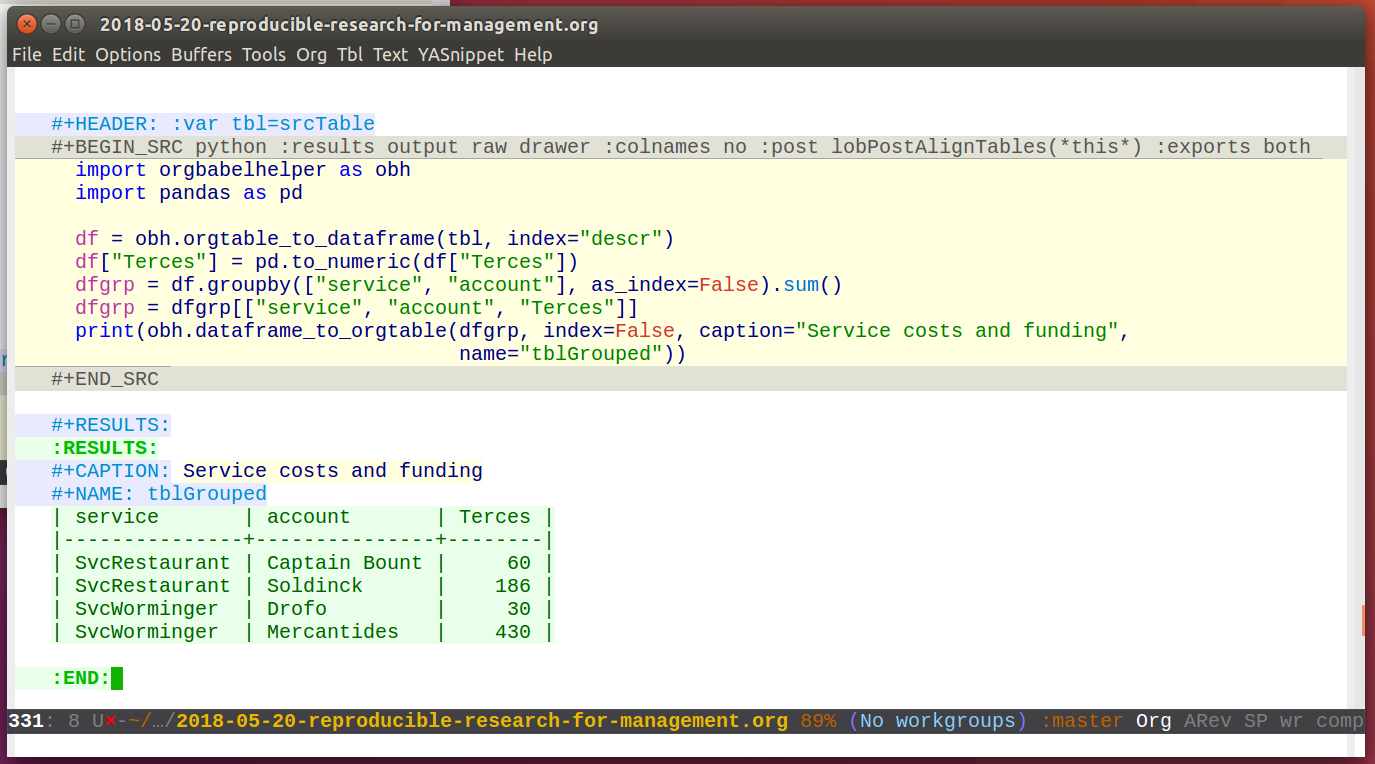 2018-05-20-reproducible-research-for-management.org
File Edit Options Buffers Tools Org Tbl Text YASnippet Help
#+HEADER: :var tbl=srcTable
#+BEGIN_SRC python :results output raw drawer :colnames no :post lobPostAlignTables(*this*) :exports both
import orgbabelhelper as obh
import pandas as pd
df = obh.orgtable_to_dataframe(tbl, index="descr")
df["Terces"] = pd.to_numeric(df["Terces"])
dfgrp = df.groupby(["service", "account"], as_index=False).sum()
dfgrp = dfgrp[["service", "account", "Terces"]]
print(obh.dataframe_to_orgtable(dfgrp, index=False, caption="Service costs and funding",
name="tblGrouped"))
#+END_SRC
#+RESULTS:
:RESULTS:
#+CAPTION: Service costs and funding
#+NAME: tblGrouped
| service       | account       | Terces |
|---------------+---------------+--------|
| SvcRestaurant | Captain Bount |     60 |
| SvcRestaurant | Soldinck      |    186 |
| SvcWorminger  | Drofo         |     30 |
| SvcWorminger  | Mercantides   |    430 |
:END:
331: 8 U×-~/…/2018-05-20-reproducible-research-for-management.org 89% (No workgroups) :master Org ARev SP wr comp